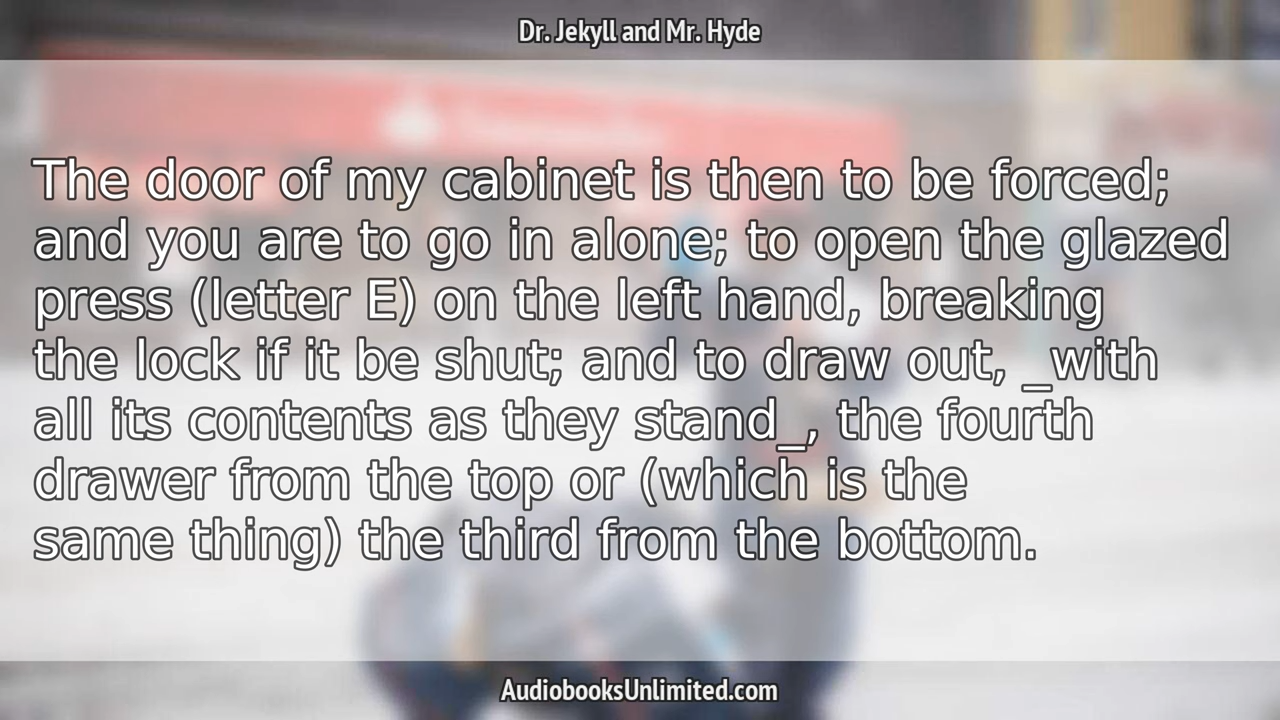 Dr. Jekyll and Mr. Hyde
The door of my cabinet is then to be forced;
and you are to go in alone; to open the glazed
press (letter E) on the left hand, breaking
the lock if it be shut; and to draw out, _with
all its contents as they stand_, the fourth
drawer from the top or (which is the
same thing) the third from the bottom.
AudiobooksUnlimited.com